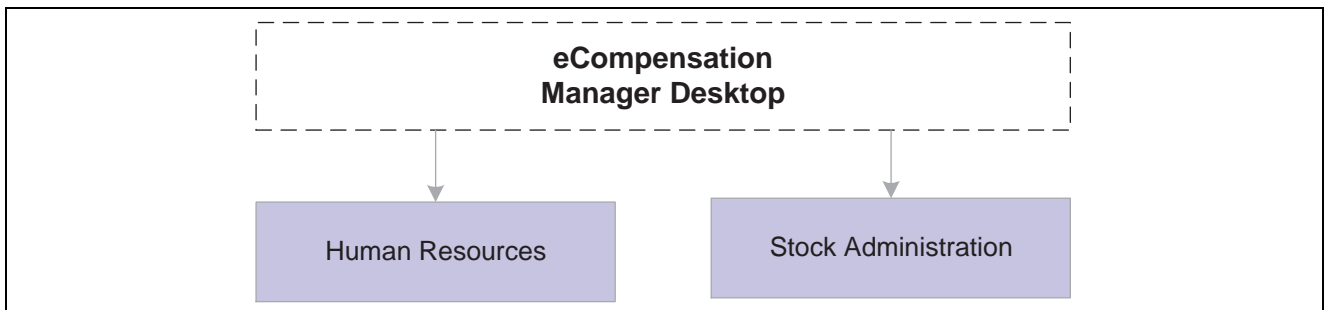 eCompensation
Manager Desktop
Human Resources
Stock Administration